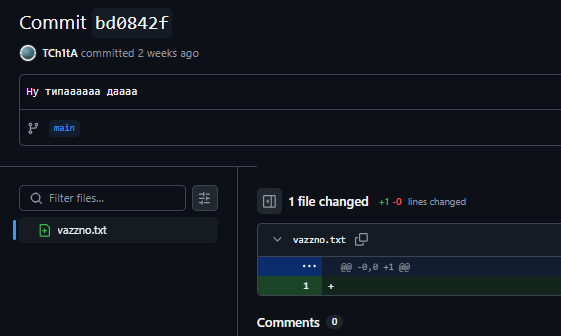 Commit bd0842f
TCh1tA committed 2 weeks ago
Ну типаааааа даааа
main
Filter files...
vazzno.txt
1 file changed +1 -0 lines changed
vazzno.txt
@@ -0,0 +1 @@
1 +
Comments 0